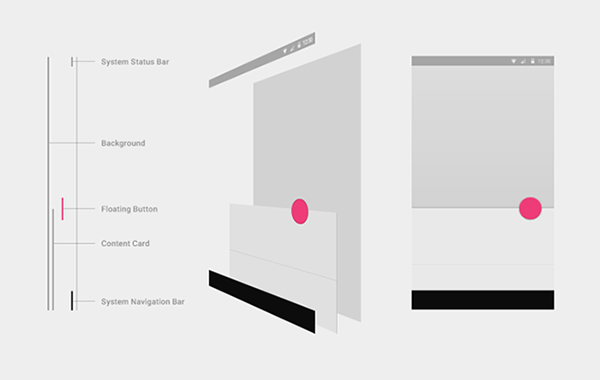 System Status Bar
Background
Floating Button
Content Card
System Navigation Bar